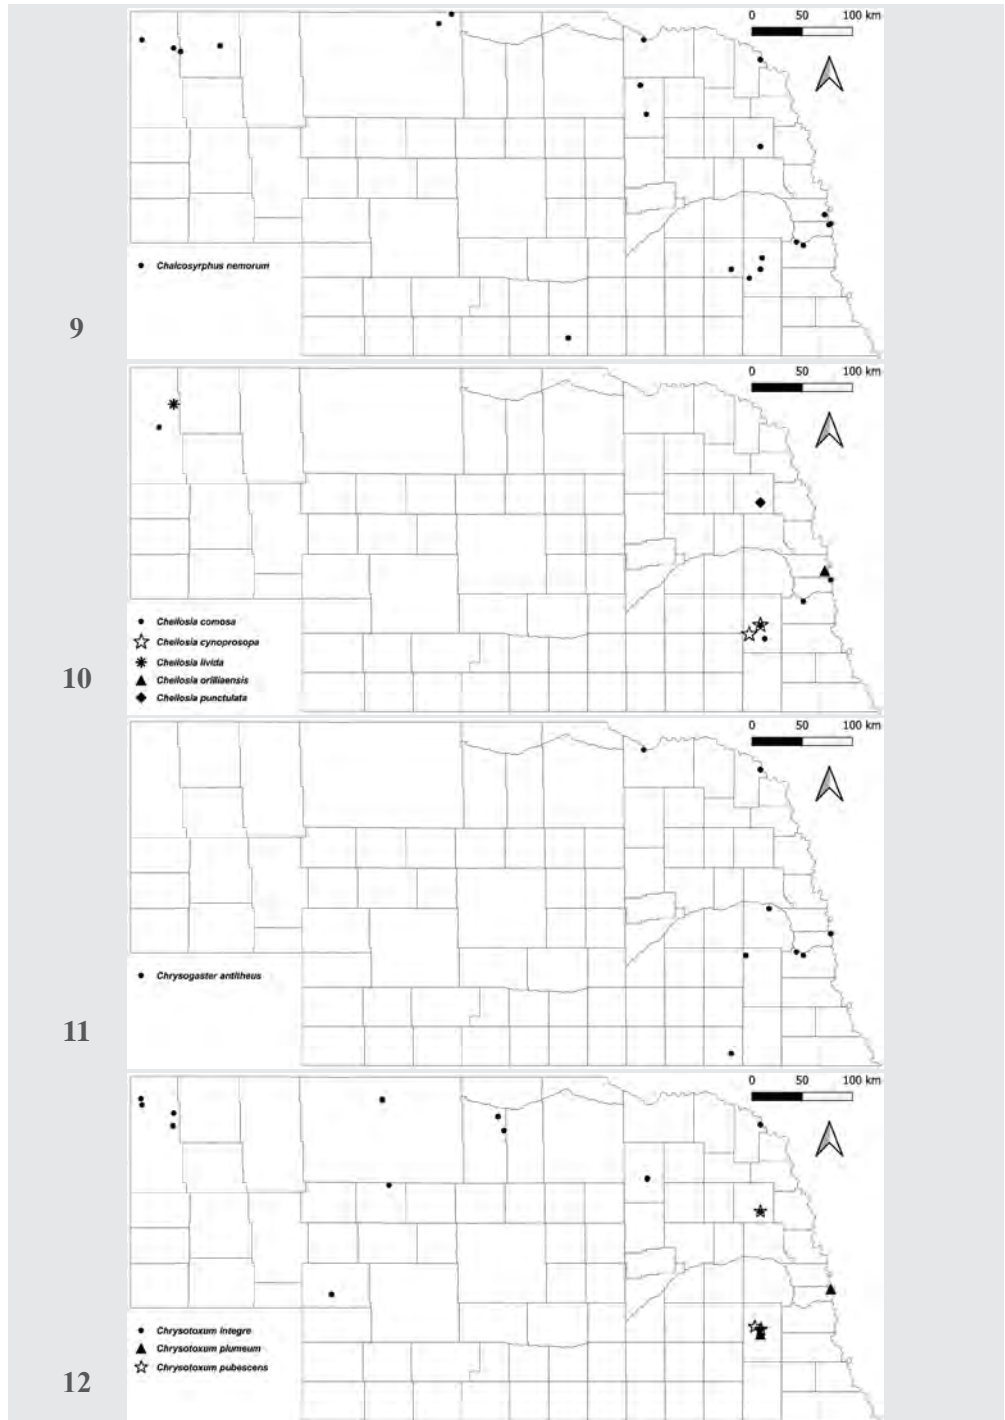 0 50 100 km
Chalcosyrphus nemorum
9
0 50 100 km
Cheilosia comosa
Cheilosia cynoprosopa
Cheilosia livida
Cheilosia orilliaensis
Cheilosia punctulata
10
0 50 100 km
Chrysogaster antitheus
11
0 50 100 km
Chrysotoxum integre
Chrysotoxum plumeum
Chrysotoxum pubescens
12